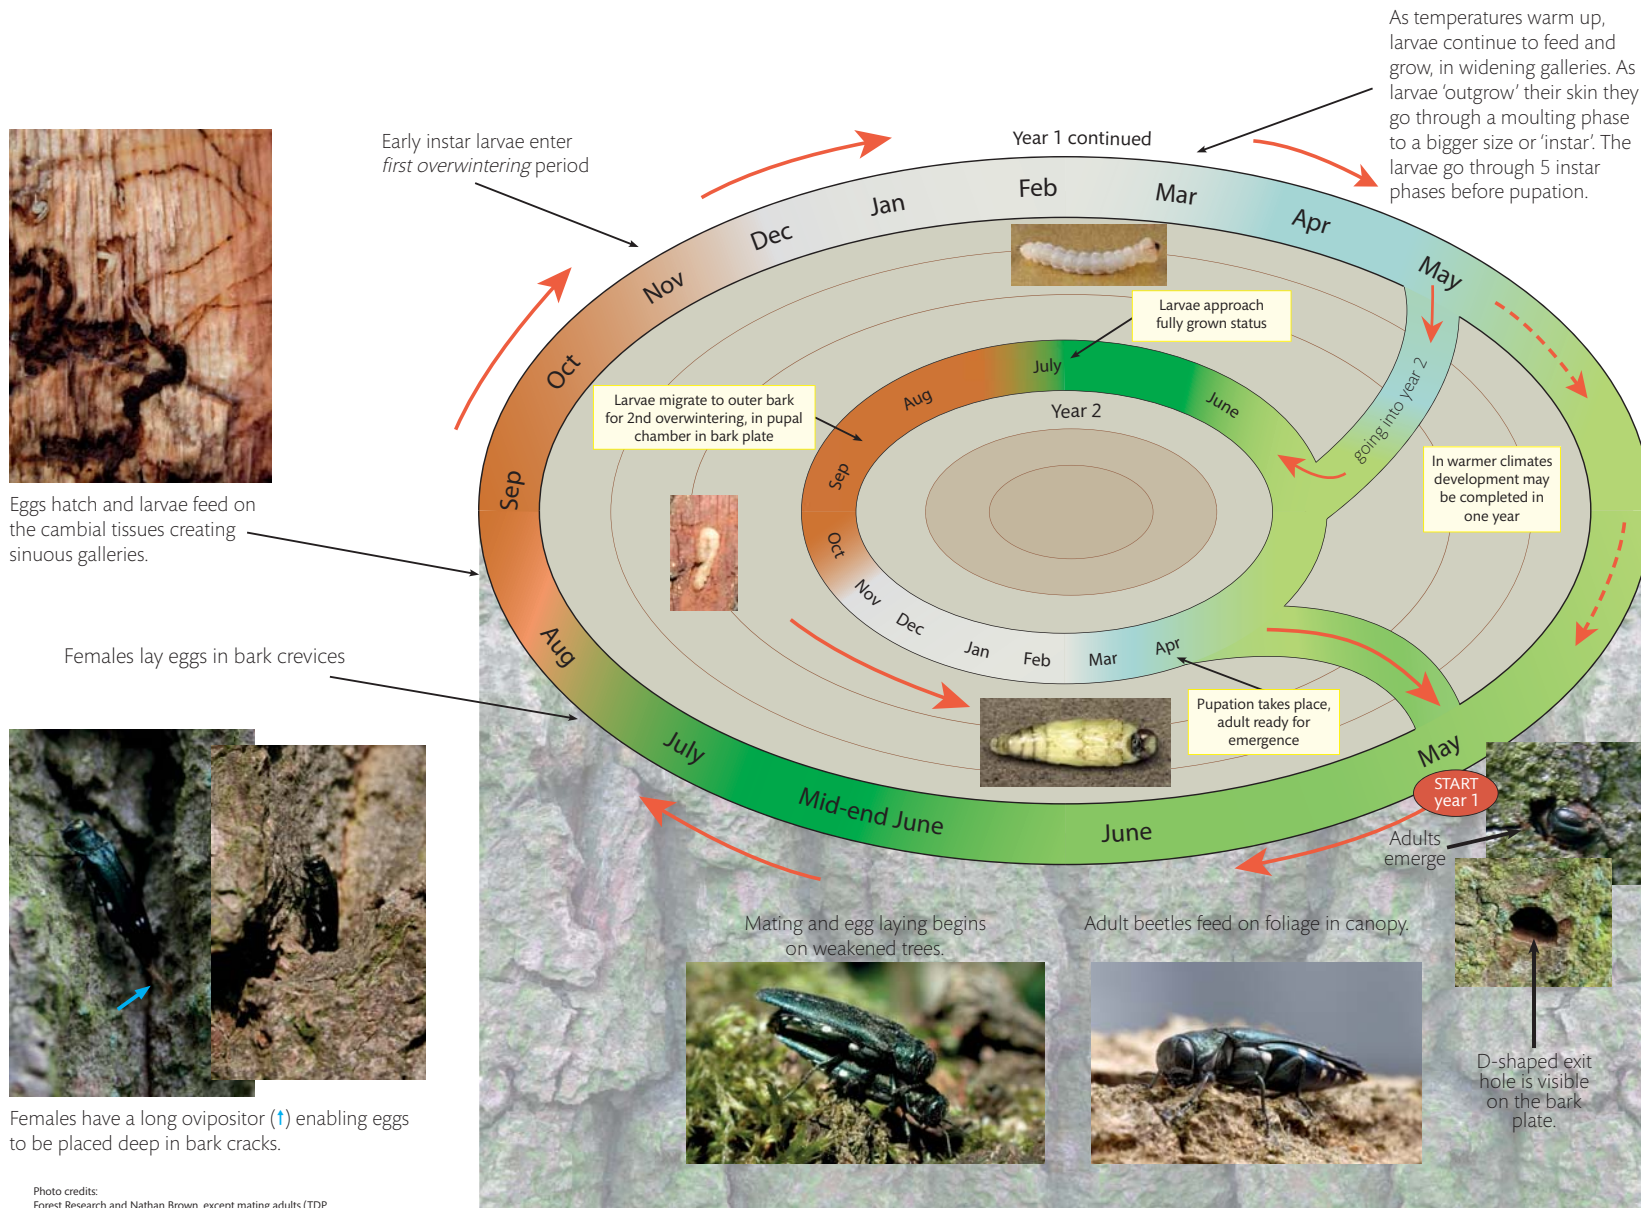 As temperatures warm up,
larvae continue to feed and
grow, in widening galleries. As
larvae ‘outgrow’ their skin they
go through a moulting phase
to a bigger size or ‘instar’. The
larvae go through 5 instar
phases before pupation.
Early instar larvae enter
first overwintering period
Year 1 continued
Jan
Feb
Mar
Apr
May
Dec
Nov
Oct
Sep
Aug
July
Mid-end June
June
May
START
year 1
Larvae approach
fully grown status
going into year 2
In warmer climates
development may
be completed in
one year
Larvae migrate to outer bark
for 2nd overwintering, in pupal
chamber in bark plate
Year 2
June
July
Aug
Sep
Oct
Nov
Dec
Jan
Feb
Mar
Apr
Pupation takes place,
adult ready for
emergence
Eggs hatch and larvae feed on
the cambial tissues creating
sinuous galleries.
Females lay eggs in bark crevices
Adults
emerge
Mating and egg laying begins
on weakened trees.
Adult beetles feed on foliage in canopy.
D-shaped exit
hole is visible
on the bark
plate.
Females have a long ovipositor (↑) enabling eggs
to be placed deep in bark cracks.
Photo credits:
Forest Research and Nathan Brown, except mating adults (TDP